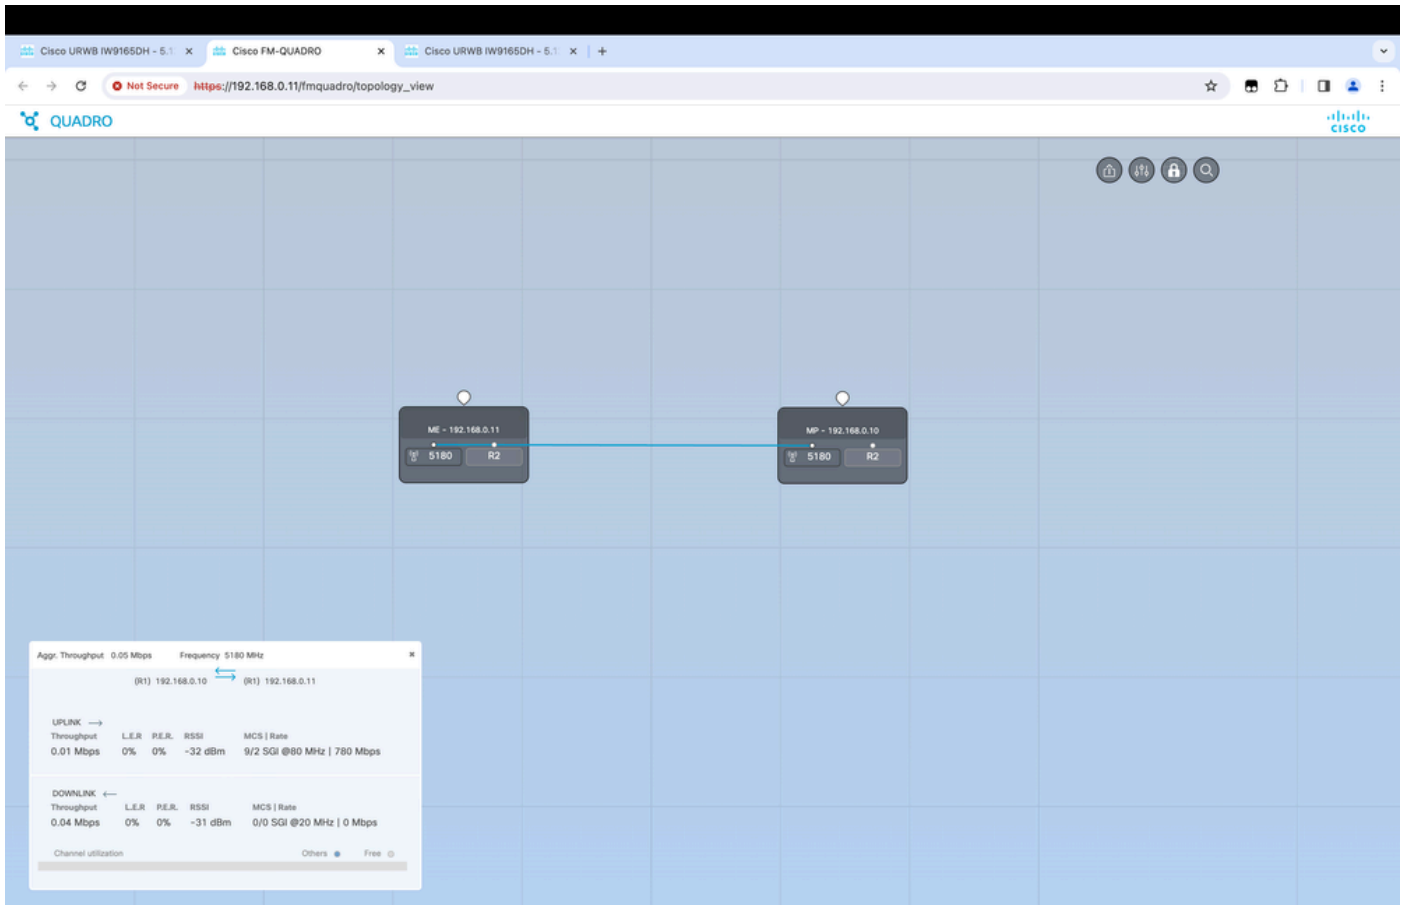 Cisco URWB IW9165DH - 5.1
Cisco FM-QUADRO
Cisco URWB IW9165DH - 5.1
Not Secure https://192.168.0.11/fmquadro/topology_view
QUADRO
CISCO
ME - 192.168.0.11
5180 R2
MP - 192.168.0.10
5180 R2
Aggr. Throughput 0.05 Mbps Frequency 5180 MHz
(R1) 192.168.0.10 (R1) 192.168.0.11
UPLINK
Throughput L.E.R P.E.R. RSSI MCS | Rate
0.01 Mbps 0% 0% -32 dBm 9/2 SGI @80 MHz | 780 Mbps
DOWNLINK
Throughput L.E.R P.E.R. RSSI MCS | Rate
0.04 Mbps 0% 0% -31 dBm 0/0 SGI @20 MHz | 0 Mbps
Channel utilization Others Free